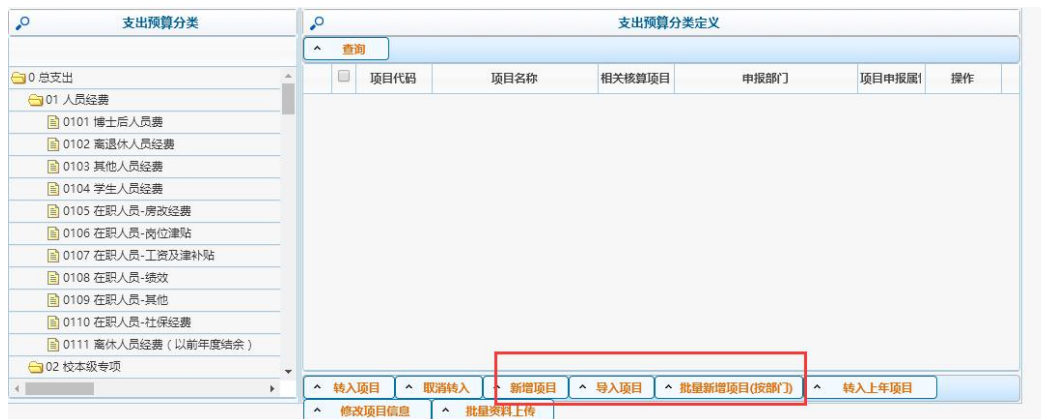 支出预算分类
0 总支出
01 人员经费
0101 博士后人员费
0102 离退休人员经费
0103 其他人员经费
0104 学生人员经费
0105 在职人员-房改经费
0106 在职人员-岗位津贴
0107 在职人员-工资及津补贴
0108 在职人员-绩效
0109 在职人员-其他
0110 在职人员-社保经费
0111 离休人员经费（以前年度结余）
02 校本级专项
支出预算分类定义
查询
项目代码 项目名称 相关核算项目 申报部门 项目申报属 操作
转入项目 取消转入 新增项目 导入项目 批量新增项目(按部门) 转入上年项目
修改项目信息 批量资料上传